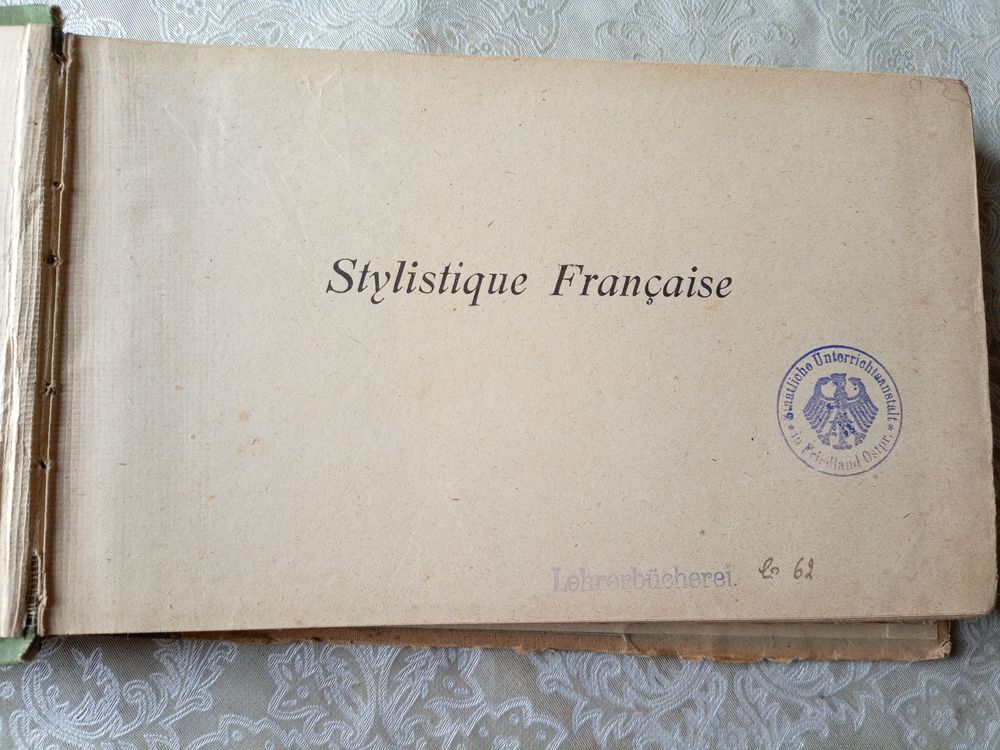 Stylistique Française
* Staatliche Unterrichtsanstalt *
in Friedland Ostpr.
Lehrerbücherei.
62